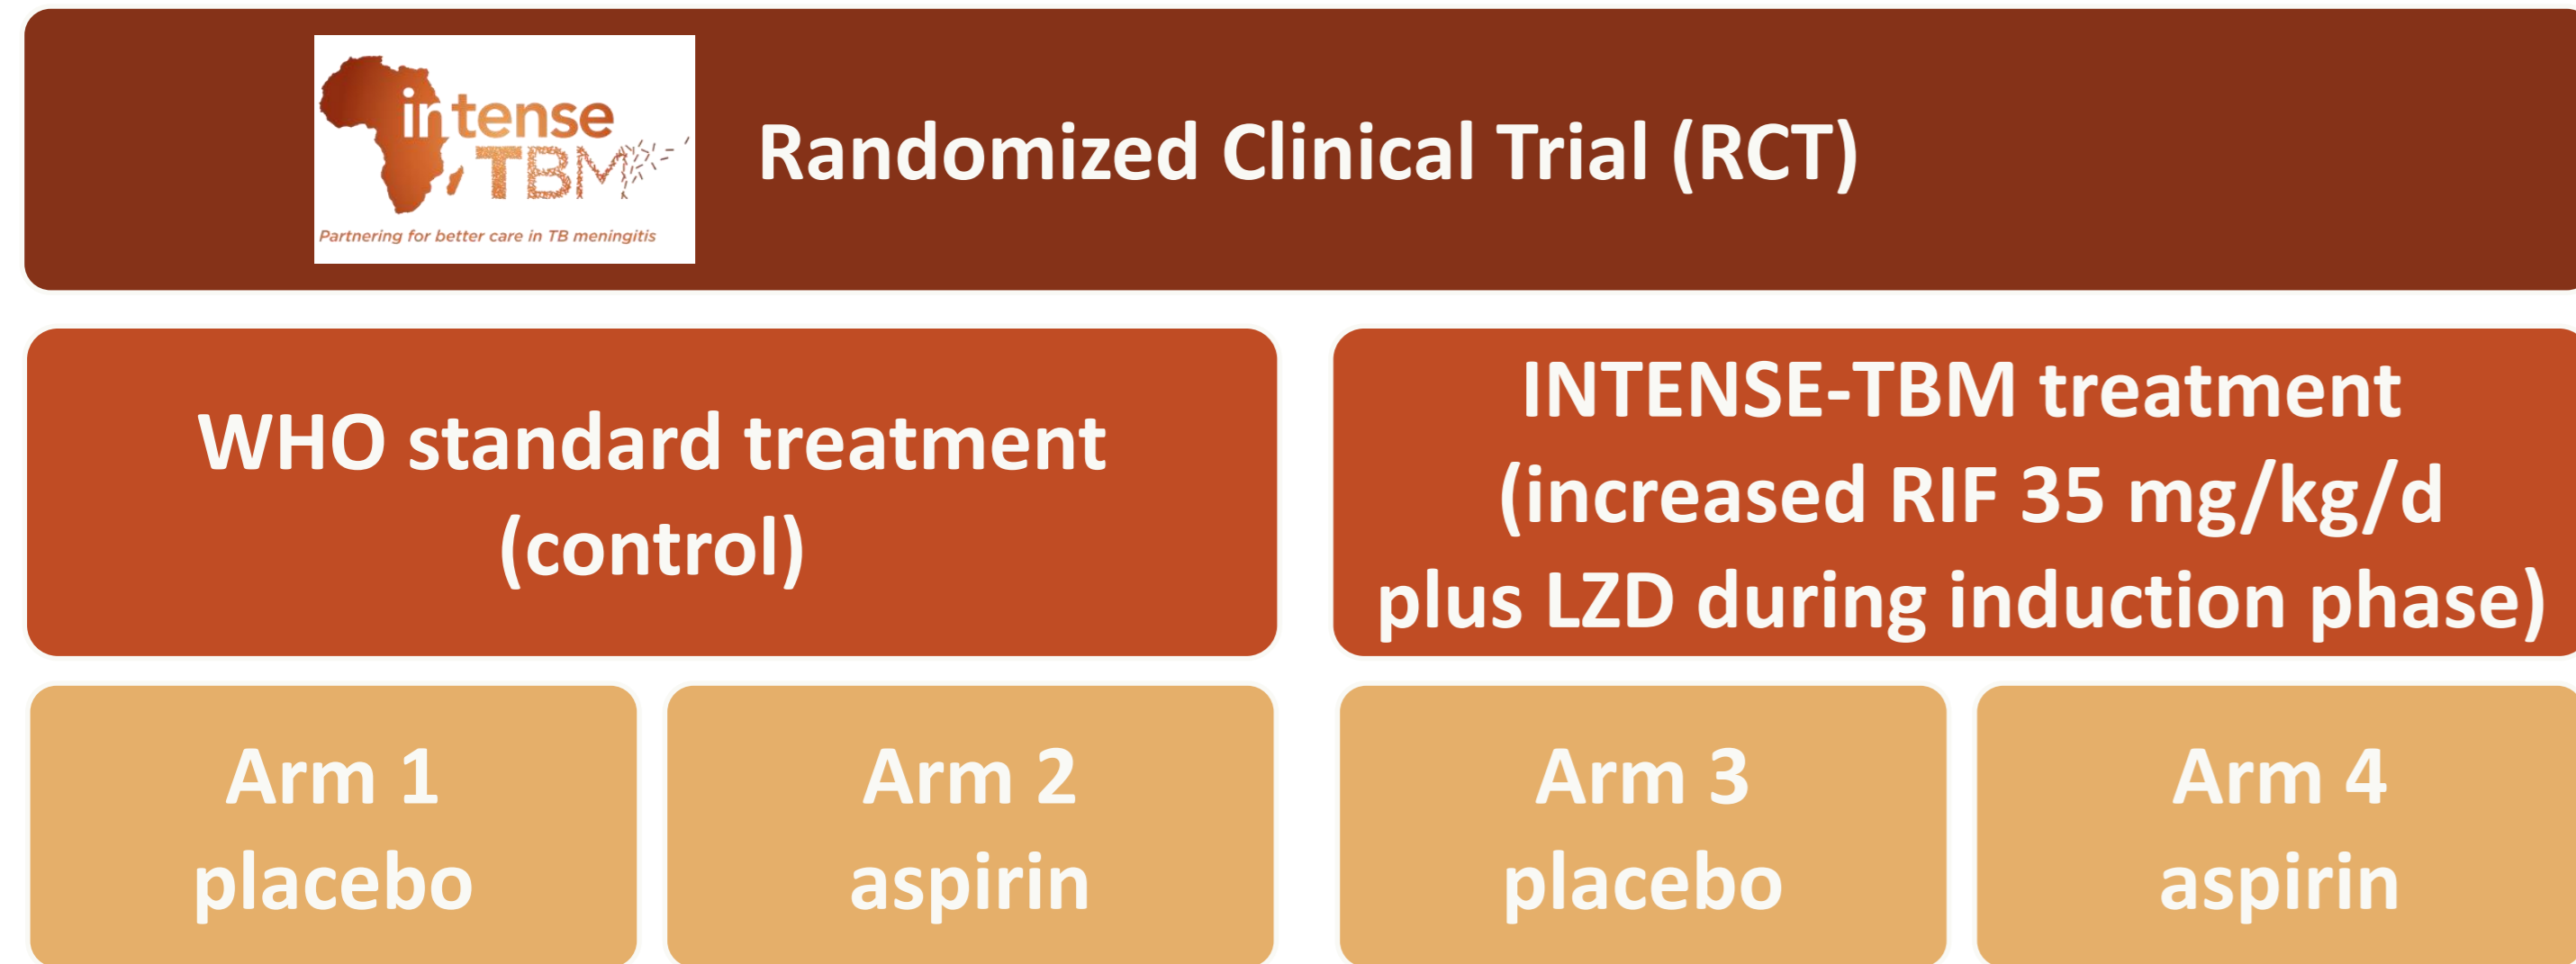 intense
TBM
Partnering for better care in TB meningitis
Randomized Clinical Trial (RCT)
WHO standard treatment
(control)
INTENSE-TBM treatment
(increased RIF 35 mg/kg/d
plus LZD during induction phase)
Arm 1
placebo
Arm 2
aspirin
Arm 3
placebo
Arm 4
aspirin